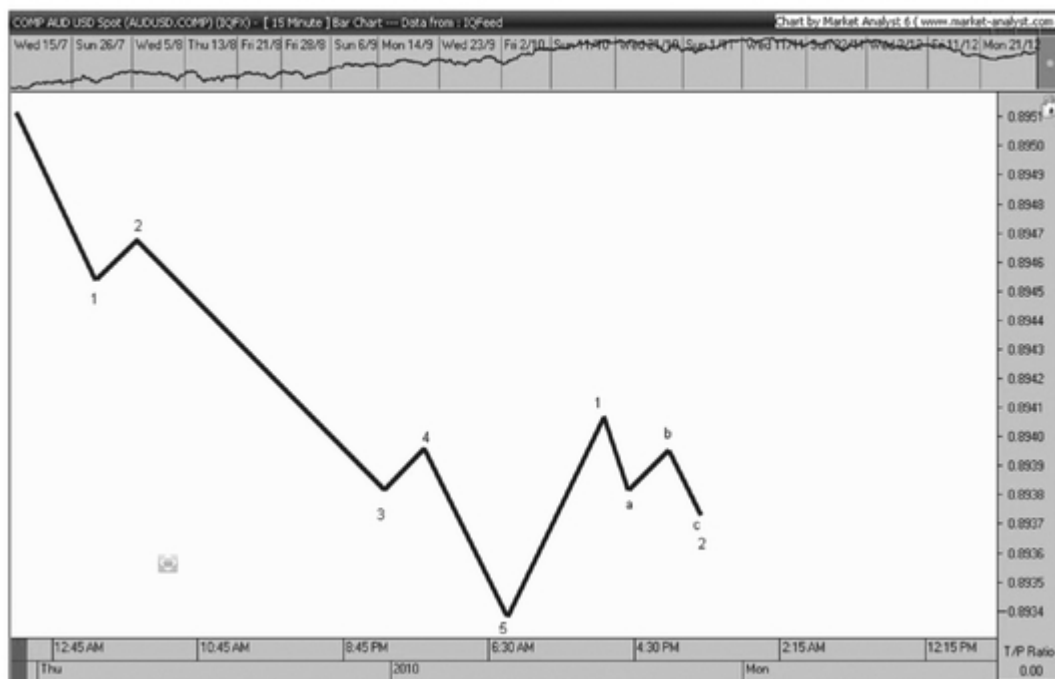 COMP AUD USD Spot (AUDUSD.COMP) (IQFX) - [ 15 Minute ] Bar Chart --- Data from : IQFeed
Chart by Market Analyst 6 ( www.market-analyst.com
Wed 15/7 Sun 26/7 Wed 5/8 Thu 13/8 Fri 21/8 Fri 28/8 Sun 6/9 Mon 14/9 Wed 23/9 Fri 2/10
Fri 11/12 Mon 21/12
0.8951
0.8950
0.8949
0.8948
2
0.8947
0.8946
0.8945
1
0.8944
0.8943
0.8942
1
0.8941
4
b
0.8940
0.8939
0.8938
3
a
0.8937
c
2
0.8936
0.8935
0.8934
5
12:45 AM 10:45 AM 8:45 PM 6:30 AM 4:30 PM 2:15 AM 12:15 PM
T/P Ratio
Thu 2010 Mon
0.00